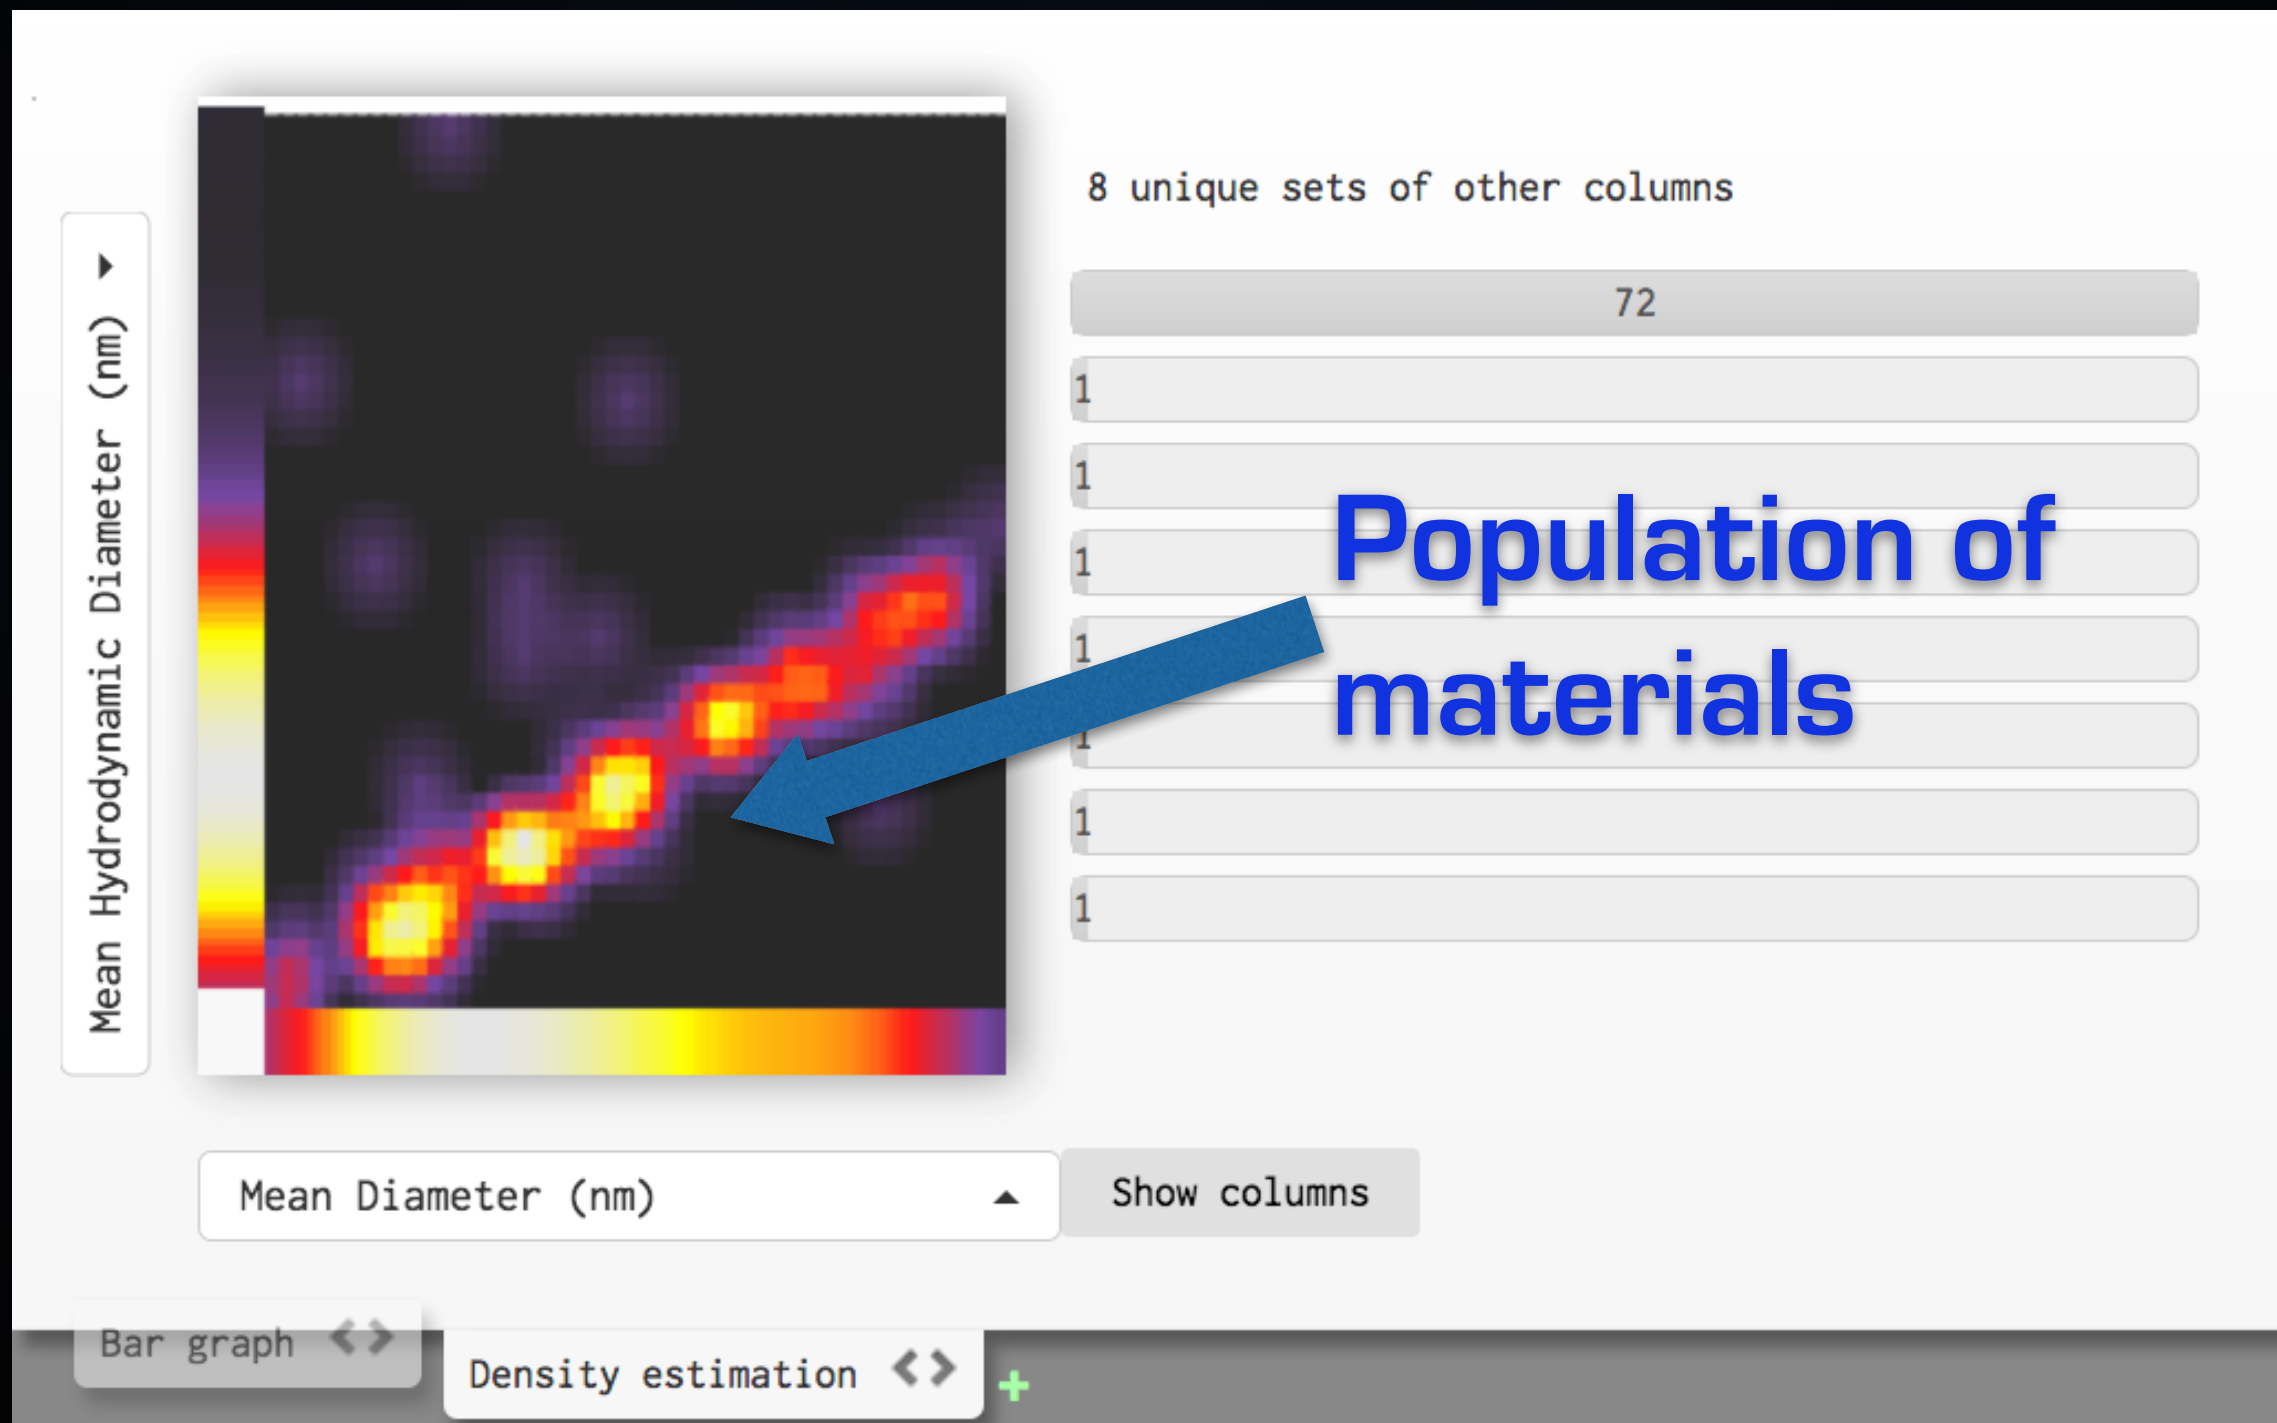 8 unique sets of other columns
Mean Hydrodynamic Diameter (nm)
72
1
1
1
1
1
1
1
Population of
materials
Mean Diameter (nm)
Show columns
Bar graph
Density estimation
+